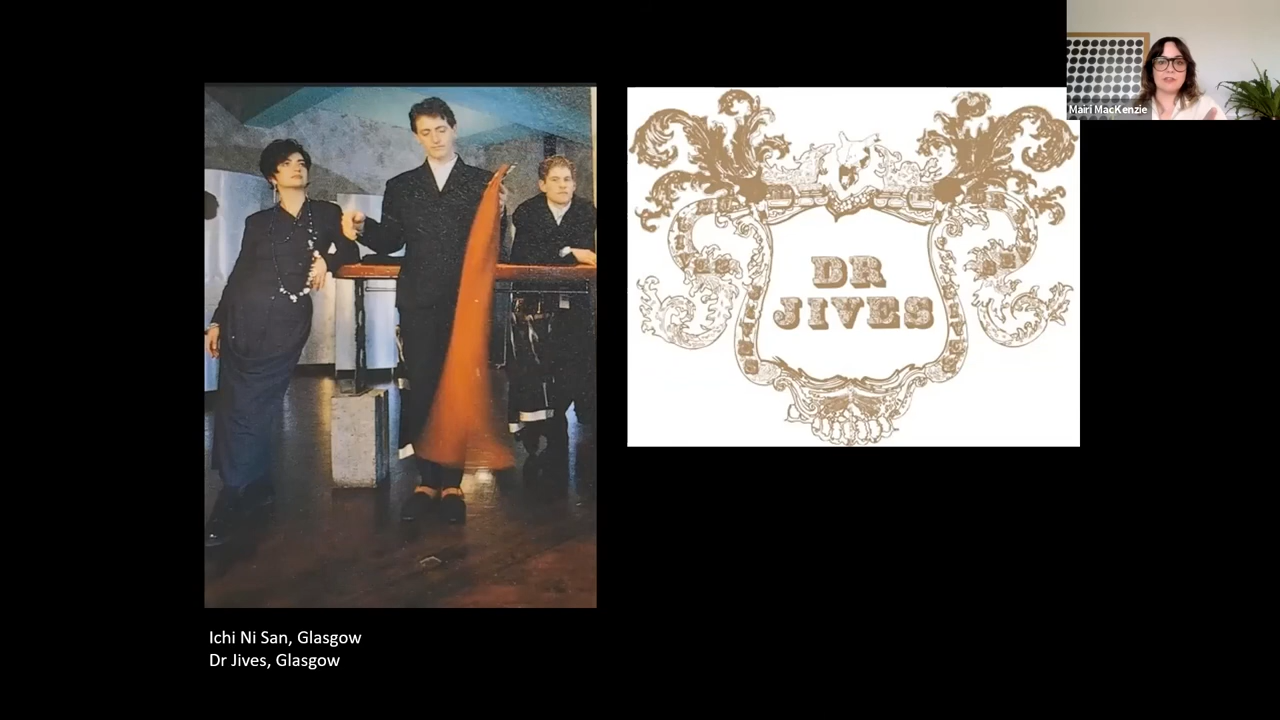 Mairi MacKenzie
DR
JIVES
Ichi Ni San, Glasgow
Dr Jives, Glasgow